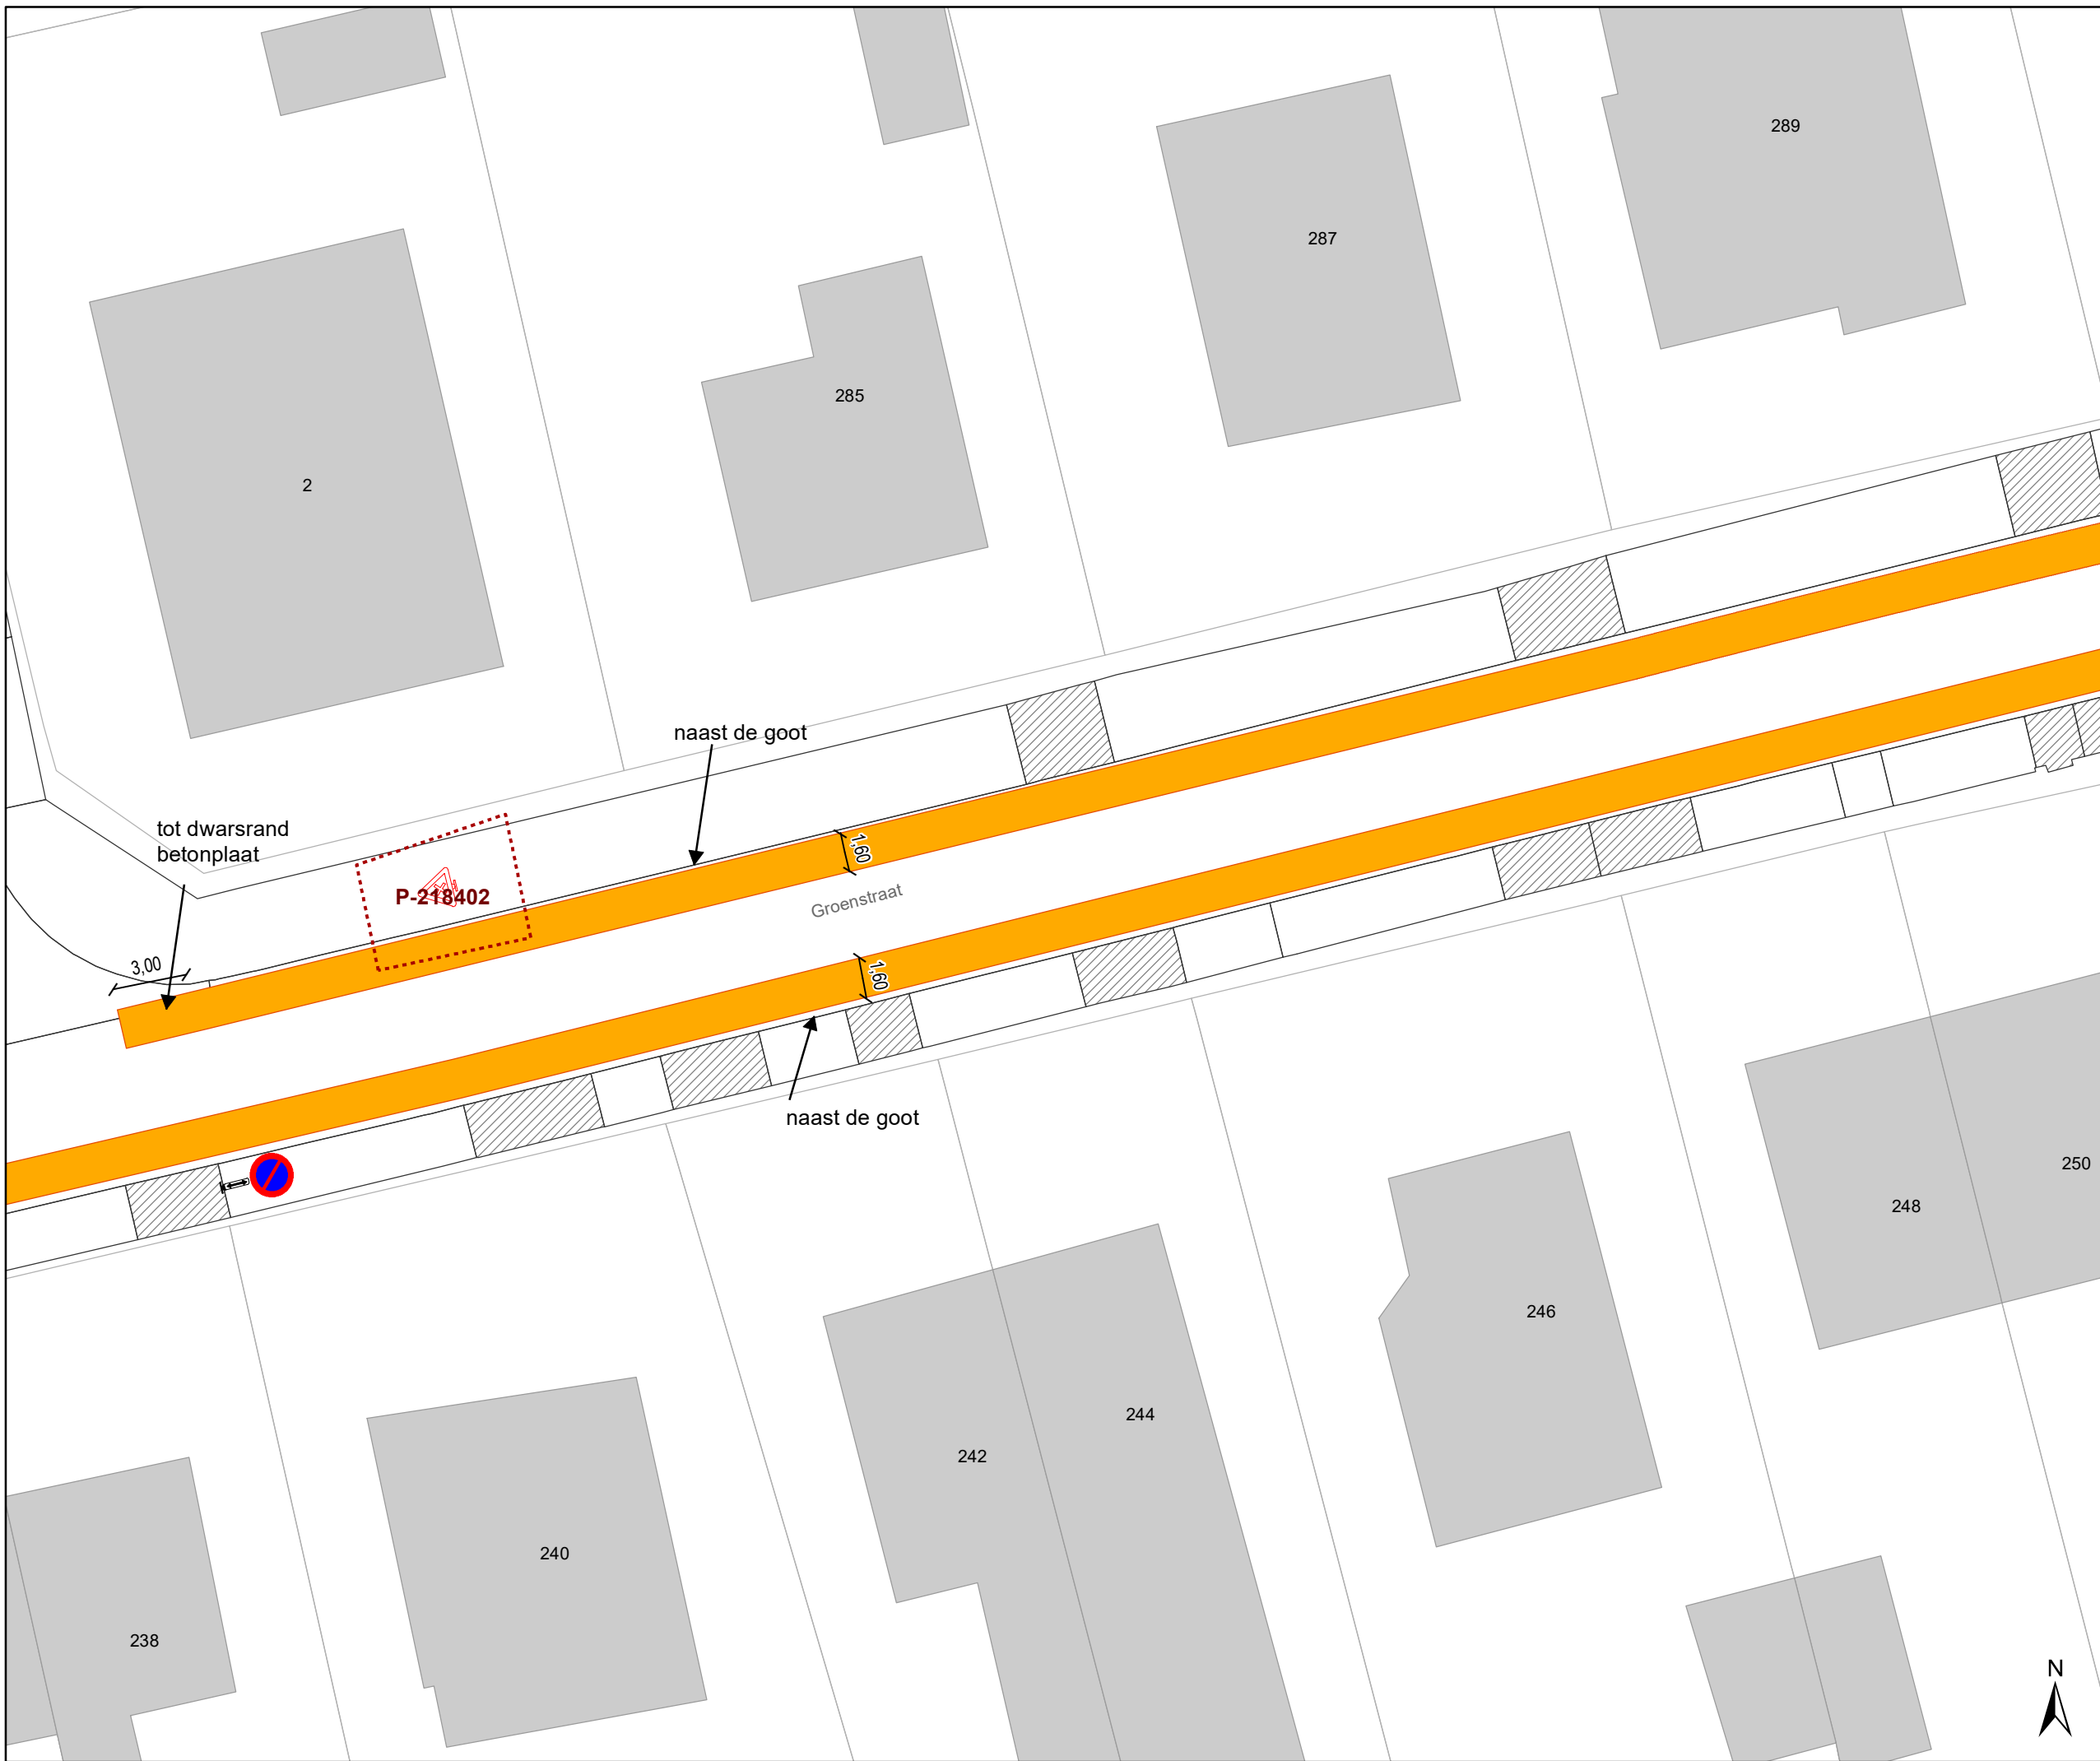 289
287
285
2
naast de goot
tot dwarsrand
betonplaat
1,60
P-218402
Groenstraat
3,00
1,60
naast de goot
250
248
246
244
242
240
238
N